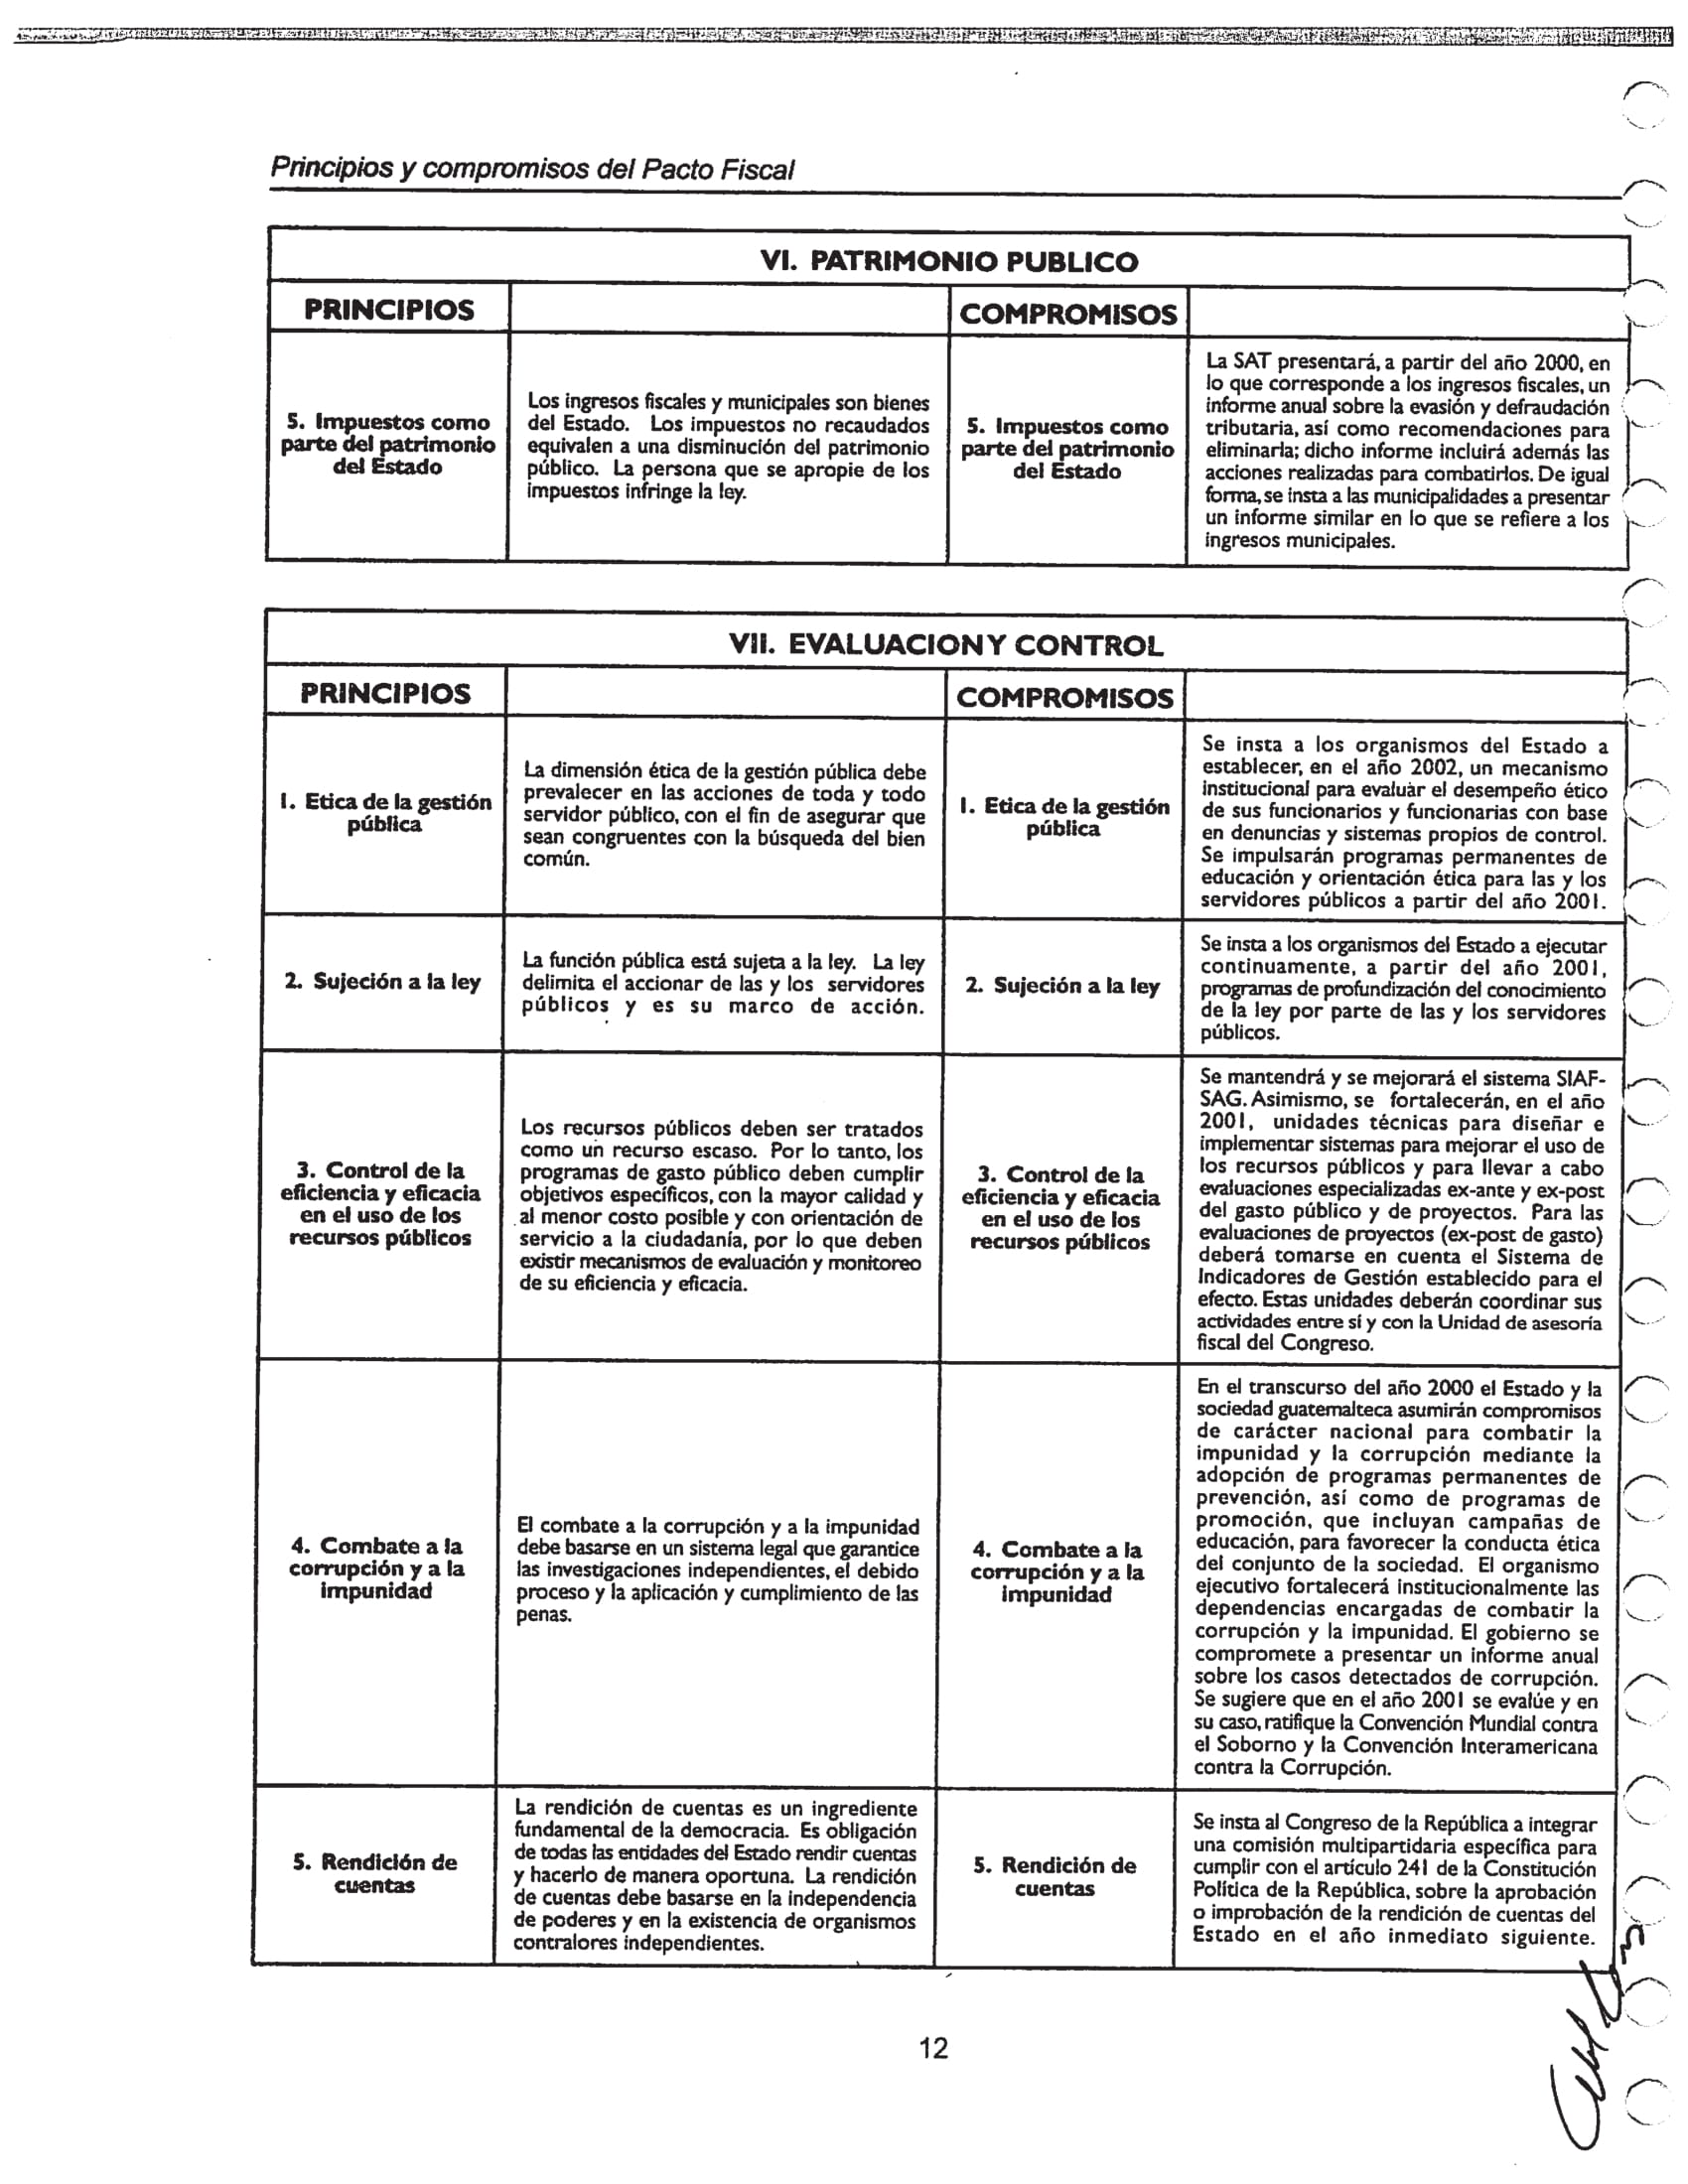 Principios y compromisos del Pacto Fiscal
VI. PATRIMONIO PUBLICO
PRINCIPIOS
COMPROMISOS
5. Impuestos como
parte del patrimonio
del Estado
Los ingresos fiscales y municipales son bienes
del Estado. Los impuestos no recaudados
equivalen a una disminución del patrimonio
público. La persona que se apropie de los
impuestos infringe la ley.
5. Impuestos como
parte del patrimonio
del Estado
La SAT presentará, a partir del año 2000, en
lo que corresponde a los ingresos fiscales, un
informe anual sobre la evasión y defraudación
tributaria, así como recomendaciones para
eliminarla; dicho informe incluirá además las
acciones realizadas para combatirlos. De igual
forma, se insta a las municipalidades a presentar
un informe similar en lo que se refiere a los
ingresos municipales.
VII. EVALUACION Y CONTROL
PRINCIPIOS
COMPROMISOS
1. Etica de la gestión
pública
La dimensión ética de la gestión pública debe
prevalecer en las acciones de toda y todo
servidor público, con el fin de asegurar que
sean congruentes con la búsqueda del bien
común.
1. Etica de la gestión
pública
Se insta a los organismos del Estado a
establecer, en el año 2002, un mecanismo
institucional para evaluar el desempeño ético
de sus funcionarios y funcionarias con base
en denuncias y sistemas propios de control.
Se impulsarán programas permanentes de
educación y orientación ética para las y los
servidores públicos a partir del año 2001.
2. Sujeción a la ley
La función pública está sujeta a la ley. La ley
delimita el accionar de las y los servidores
públicos y es su marco de acción.
2. Sujeción a la ley
Se insta a los organismos del Estado a ejecutar
continuamente, a partir del año 2001,
programas de profundización del conocimiento
de la ley por parte de las y los servidores
públicos.
3. Control de la
eficiencia y eficacia
en el uso de los
recursos públicos
Los recursos públicos deben ser tratados
como un recurso escaso. Por lo tanto, los
programas de gasto público deben cumplir
objetivos específicos, con la mayor calidad y
al menor costo posible y con orientación de
servicio a la ciudadanía, por lo que deben
existir mecanismos de evaluación y monitoreo
de su eficiencia y eficacia.
3. Control de la
eficiencia y eficacia
en el uso de los
recursos públicos
Se mantendrá y se mejorará el sistema SIAF-
SAG. Asimismo, se fortalecerán, en el año
2001, unidades técnicas para diseñar e
implementar sistemas para mejorar el uso de
los recursos públicos y para llevar a cabo
evaluaciones especializadas ex-ante y ex-post
del gasto público y de proyectos. Para las
evaluaciones de proyectos (ex-post de gasto)
deberá tomarse en cuenta el Sistema de
Indicadores de Gestión establecido para el
efecto. Estas unidades deberán coordinar sus
actividades entre sí y con la Unidad de asesoría
fiscal del Congreso.
4. Combate a la
corrupción y a la
impunidad
El combate a la corrupción y a la impunidad
debe basarse en un sistema legal que garantice
las investigaciones independientes, el debido
proceso y la aplicación y cumplimiento de las
penas.
4. Combate a la
corrupción y a la
impunidad
En el transcurso del año 2000 el Estado y la
sociedad guatemalteca asumirán compromisos
de carácter nacional para combatir la
impunidad y la corrupción mediante la
adopción de programas permanentes de
prevención, así como de programas de
promoción, que incluyan campañas de
educación, para favorecer la conducta ética
del conjunto de la sociedad. El organismo
ejecutivo fortalecerá institucionalmente las
dependencias encargadas de combatir la
corrupción y la impunidad. El gobierno se
compromete a presentar un informe anual
sobre los casos detectados de corrupción.
Se sugiere que en el año 2001 se evalúe y en
su caso, ratifique la Convención Mundial contra
el Soborno y la Convención Interamericana
contra la Corrupción.
5. Rendición de
cuentas
La rendición de cuentas es un ingrediente
fundamental de la democracia. Es obligación
de todas las entidades del Estado rendir cuentas
y hacerlo de manera oportuna. La rendición
de cuentas debe basarse en la independencia
de poderes y en la existencia de organismos
contralores independientes.
5. Rendición de
cuentas
Se insta al Congreso de la República a integrar
una comisión multipartidaria específica para
cumplir con el artículo 241 de la Constitución
Política de la República, sobre la aprobación
o improbación de la rendición de cuentas del
Estado en el año inmediato siguiente.
12